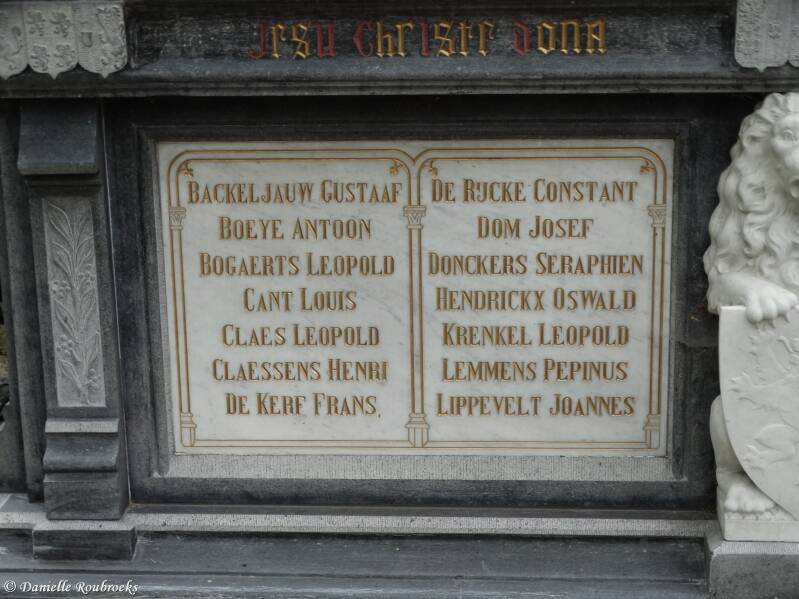 Jesu Christe dona
BACKELJAUW GUSTAAF
BOEYE ANTOON
BOGAERTS LEOPOLD
CANT LOUIS
CLAES LEOPOLD
CLAESSENS HENRI
DE KERF FRANS.
DE RIJCKE CONSTANT
DOM JOSEF
DONCKERS SERAPHIEN
HENDRICKX OSWALD
KRENKEL LEOPOLD
LEMMENS PEPINUS
LIPPEVELT JOANNES
© Danielle Roubroeks